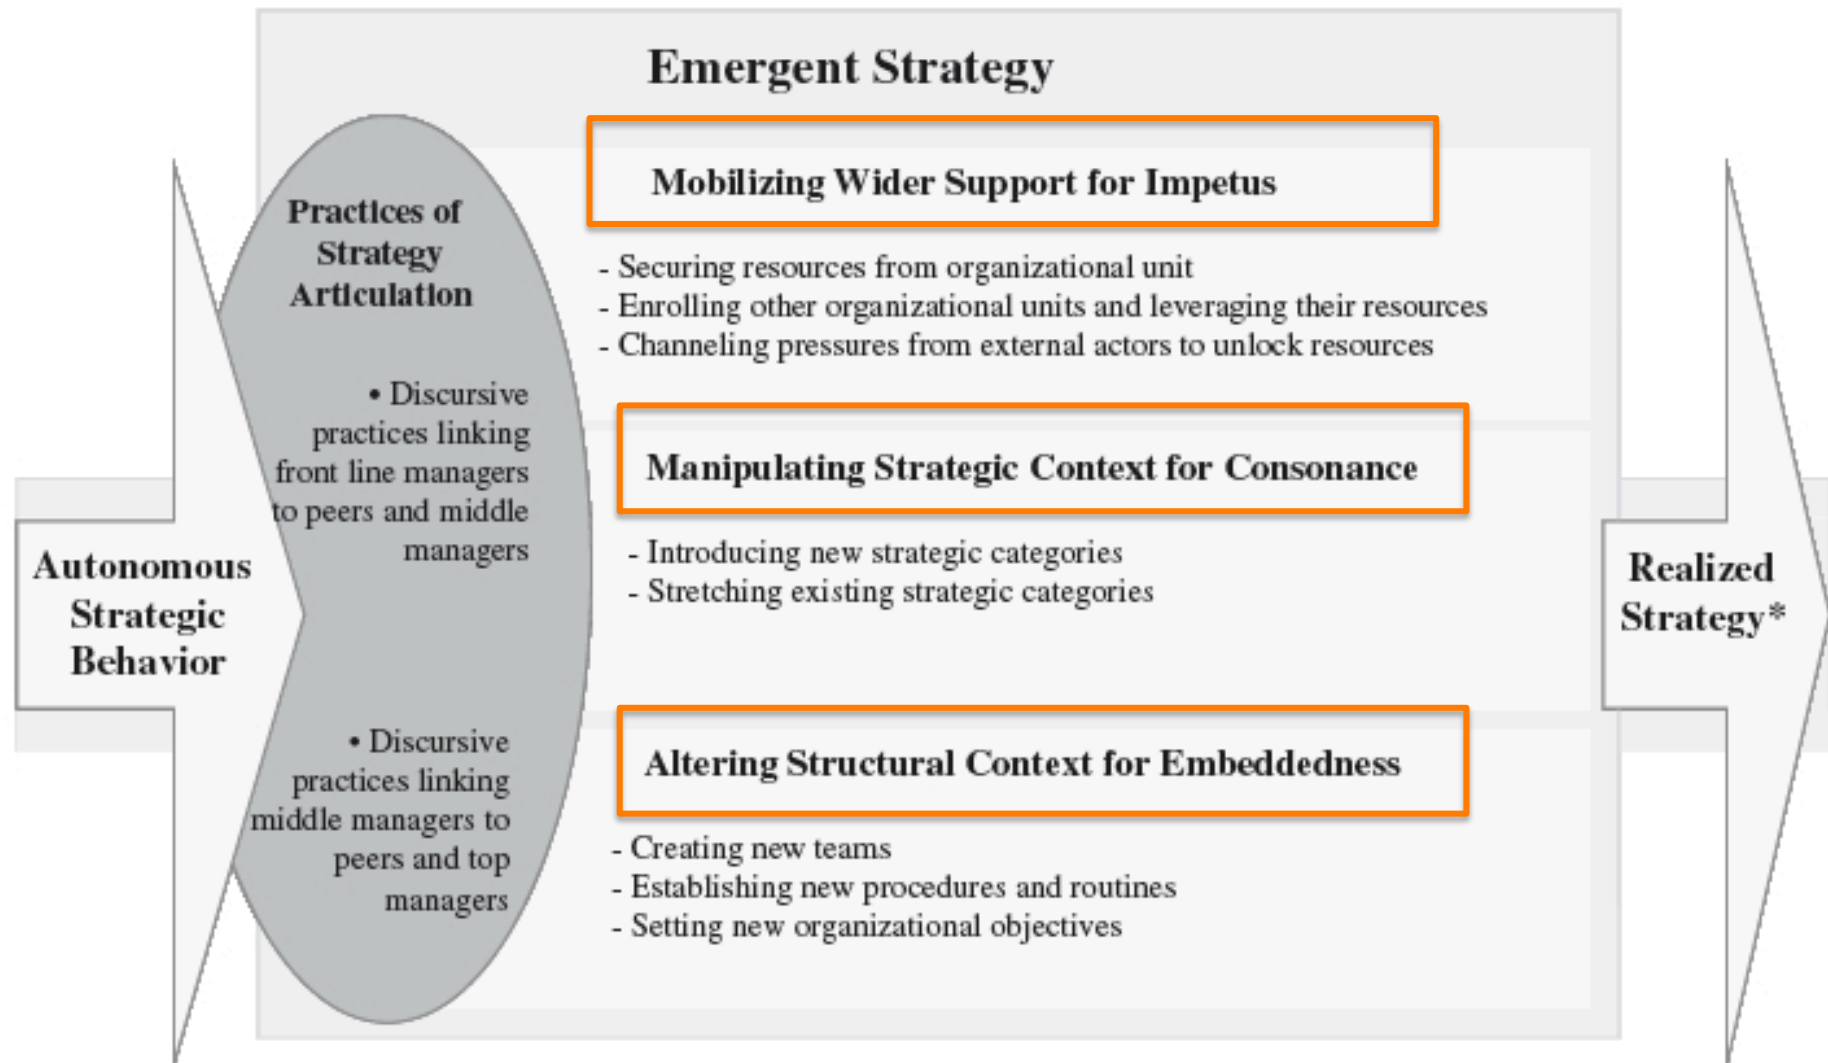 Emergent Strategy
Autonomous
Strategic
Behavior
Practices of
Strategy
Articulation
• Discursive
practices linking
front line managers
to peers and middle
managers
• Discursive
practices linking
middle managers to
peers and top
managers
Mobilizing Wider Support for Impetus
- Securing resources from organizational unit
- Enrolling other organizational units and leveraging their resources
- Channeling pressures from external actors to unlock resources
Manipulating Strategic Context for Consonance
- Introducing new strategic categories
- Stretching existing strategic categories
Altering Structural Context for Embeddedness
- Creating new teams
- Establishing new procedures and routines
- Setting new organizational objectives
Realized
Strategy*